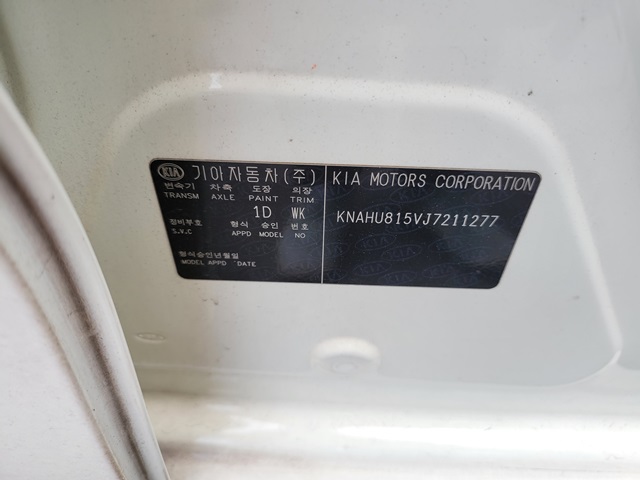 KIA 기아자동차(주)
변속기 차축 도장 의장
TRANSM AXLE PAINT TRIM
1D WK
장비부호 형식 승인 번호
S.V.C APPD MODEL NO
형식승인년월일
MODEL APPD DATE
KIA MOTORS CORPORATION
KNAHU815VJ7211277